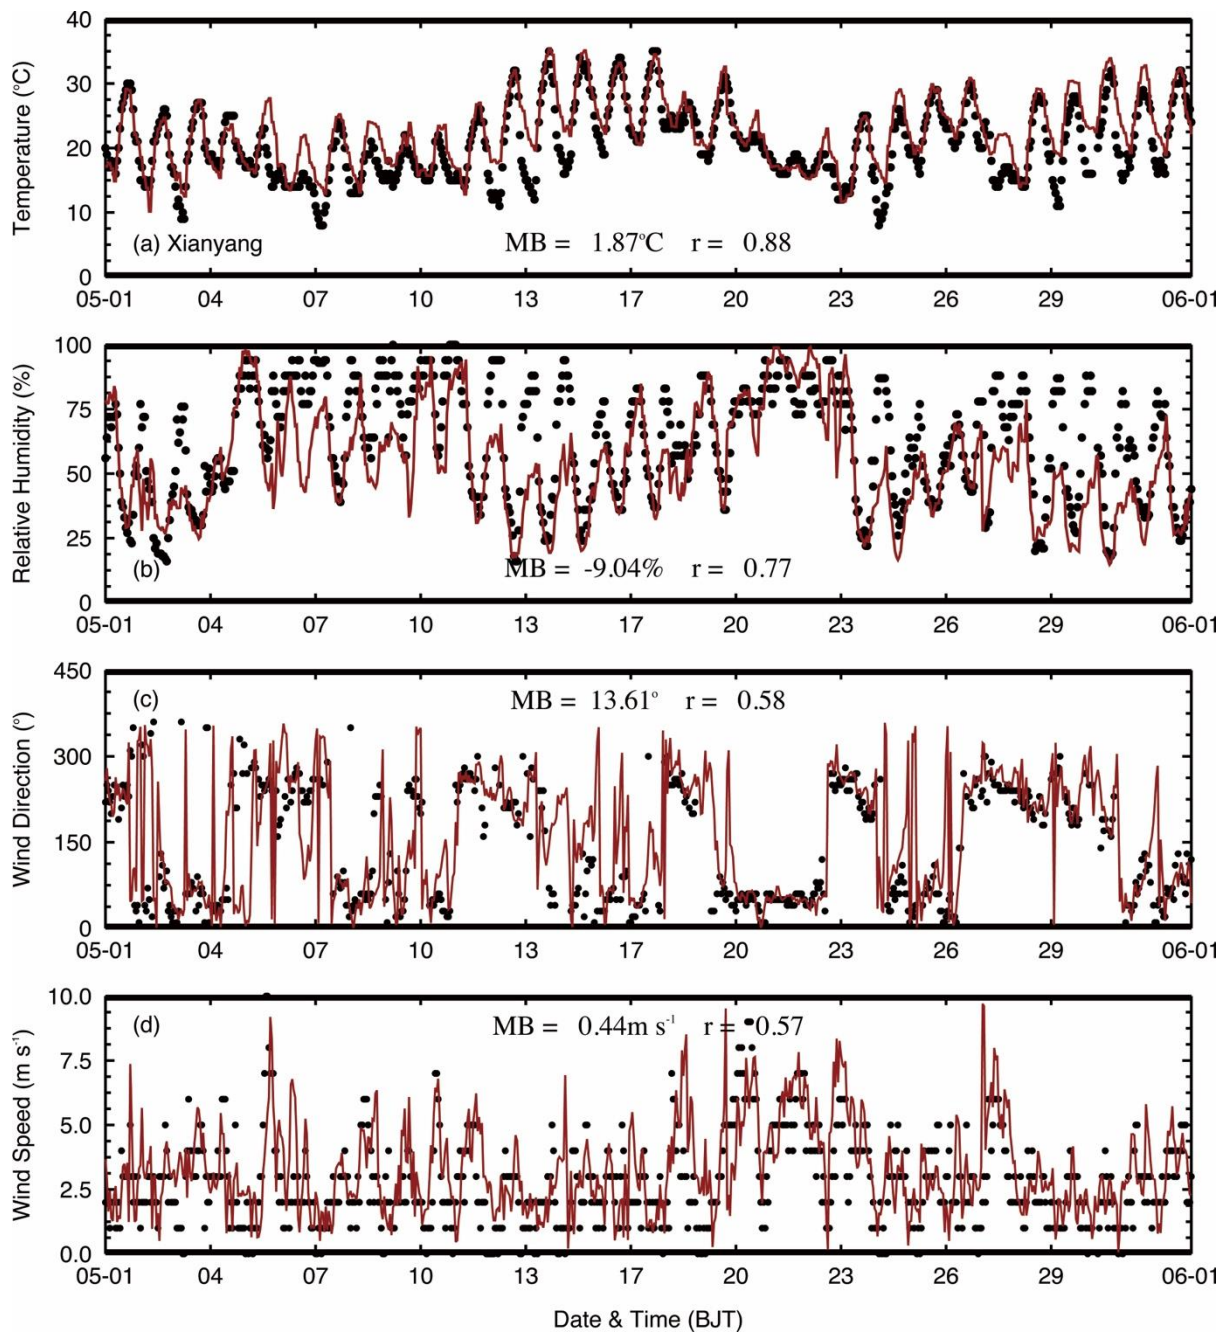 40
30
20
10
0
Temperature (°C)
(a) Xianyang
MB = 1.87°C r = 0.88
05-01 04 07 10 13 17 20 23 26 29 06-01
100
75
50
25
0
Relative Humidity (%)
(b)
MB = -9.04% r = 0.77
05-01 04 07 10 13 17 20 23 26 29 06-01
450
300
150
0
Wind Direction (°)
(c)
MB = 13.61° r = 0.58
05-01 04 07 10 13 17 20 23 26 29 06-01
10.0
7.5
5.0
2.5
0.0
Wind Speed (m s⁻¹)
(d)
MB = 0.44m s⁻¹ r = 0.57
05-01 04 07 10 13 17 20 23 26 29 06-01
Date & Time (BJT)